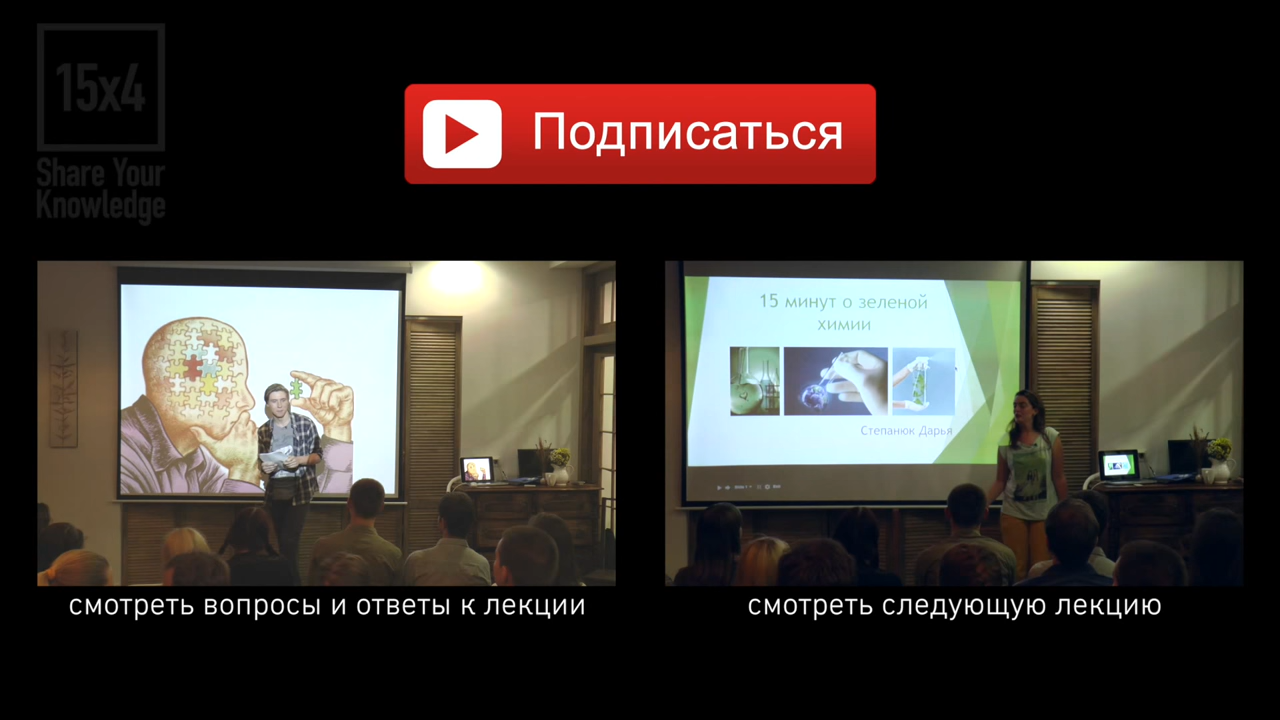 15x4
Share Your
Knowledge
Подписаться
15 минут о зеленой
химии
Степанюк Дарья
смотреть вопросы и ответы к лекции
смотреть следующую лекцию